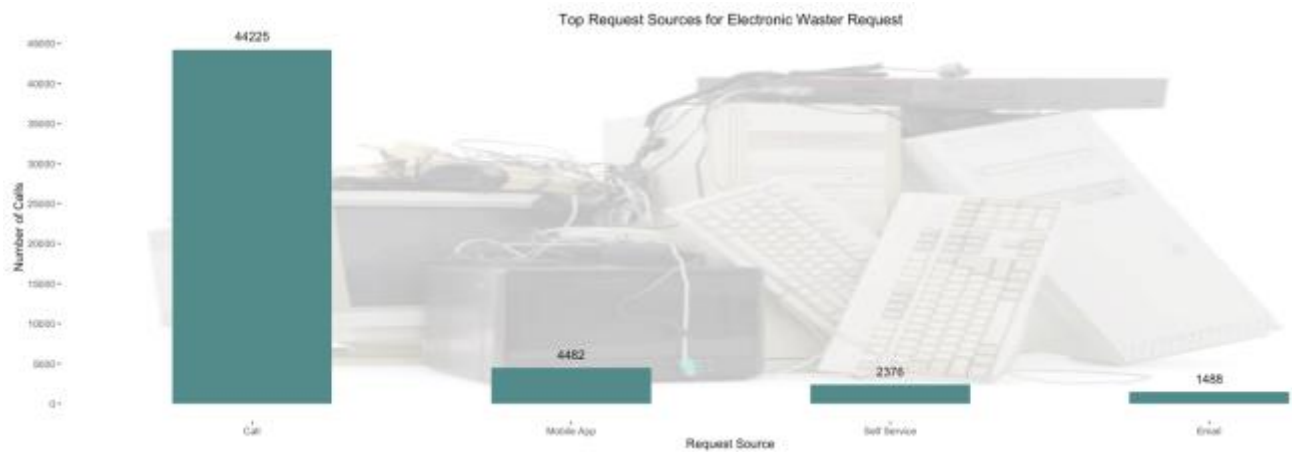 Top Request Sources for Electronic Waster Request
44225
45000
40000
35000
30000
25000
20000
15000
10000
5000
0
Number of Calls
4482
2376
1488
Call
Mobile App
Self Service
Email
Request Source